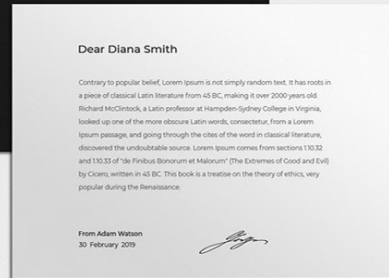 Dear Diana Smith
Contrary to popular belief, Lorem Ipsum is not simply random text. It has roots in
a piece of classical Latin literature from 45 BC, making it over 2000 years old.
Richard McClintock, a Latin professor at Hampden-Sydney College in Virginia,
looked up one of the more obscure Latin words, consectetur, from a Lorem
Ipsum passage, and going through the cites of the word in classical literature,
discovered the undoubtable source. Lorem Ipsum comes from sections 1.10.32
and 1.10.33 of "de Finibus Bonorum et Malorum" (The Extremes of Good and Evil)
by Cicero, written in 45 BC. This book is a treatise on the theory of ethics, very
popular during the Renaissance.
From Adam Watson
30 February 2019